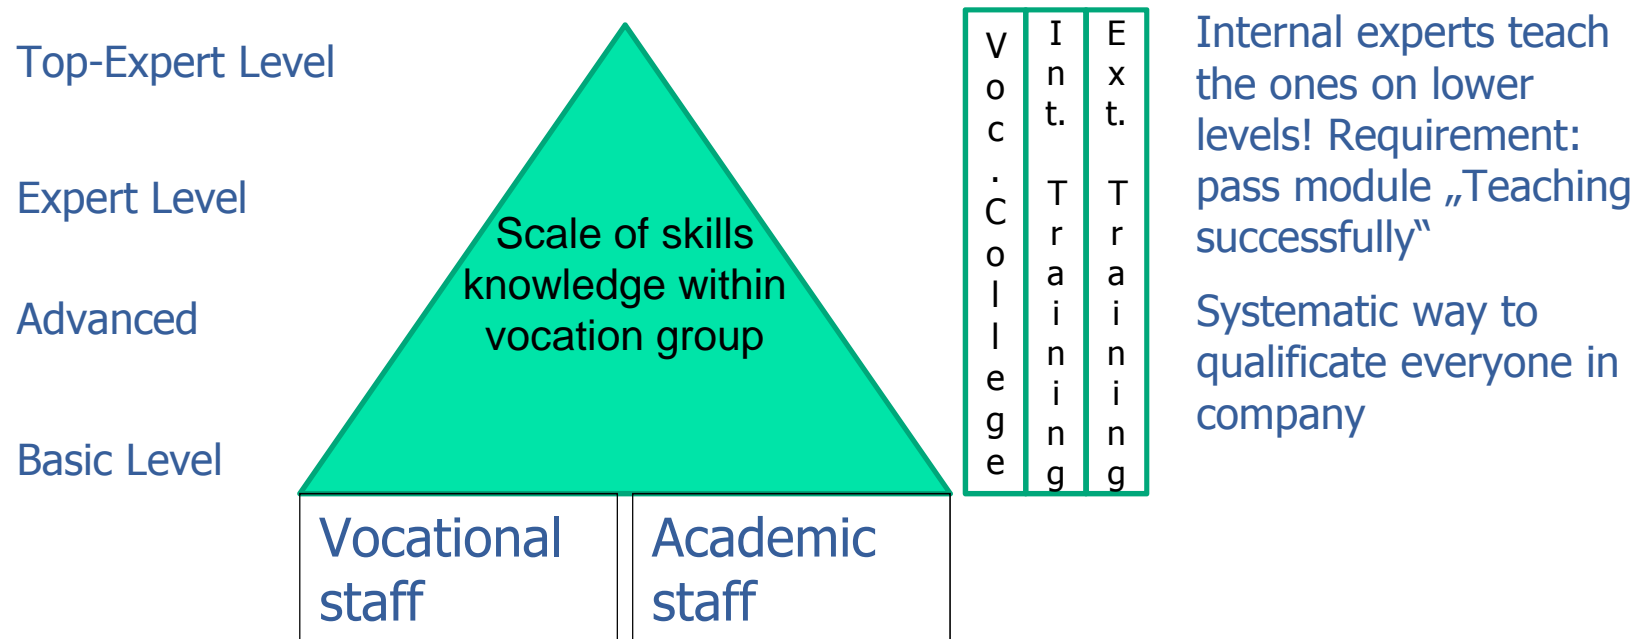 Top-Expert Level
Expert Level
Advanced
Basic Level
Scale of skills
knowledge within
vocation group
Vocational
staff
Academic
staff
Voc.College
Int. Training
Ext. Training
Internal experts teach
the ones on lower
levels! Requirement:
pass module „Teaching
successfully“
Systematic way to
qualificate everyone in
company